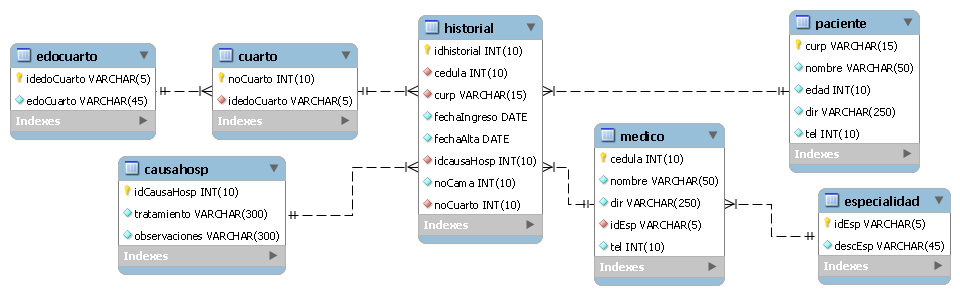 edocuarto
idedoCuarto VARCHAR(5)
edoCuarto VARCHAR(45)
Indexes
cuarto
noCuarto INT(10)
idedoCuarto VARCHAR(5)
Indexes
historial
idhistorial INT(10)
cedula INT(10)
curp VARCHAR(15)
fechaIngreso DATE
fechaAlta DATE
idcausaHosp INT(10)
noCama INT(10)
noCuarto INT(10)
Indexes
paciente
curp VARCHAR(15)
nombre VARCHAR(50)
edad INT(10)
dir VARCHAR(250)
tel INT(10)
Indexes
causahosp
idCausaHosp INT(10)
tratamiento VARCHAR(300)
observaciones VARCHAR(300)
Indexes
medico
cedula INT(10)
nombre VARCHAR(50)
dir VARCHAR(250)
idEsp VARCHAR(5)
tel INT(10)
Indexes
especialidad
idEsp VARCHAR(5)
descEsp VARCHAR(45)
Indexes